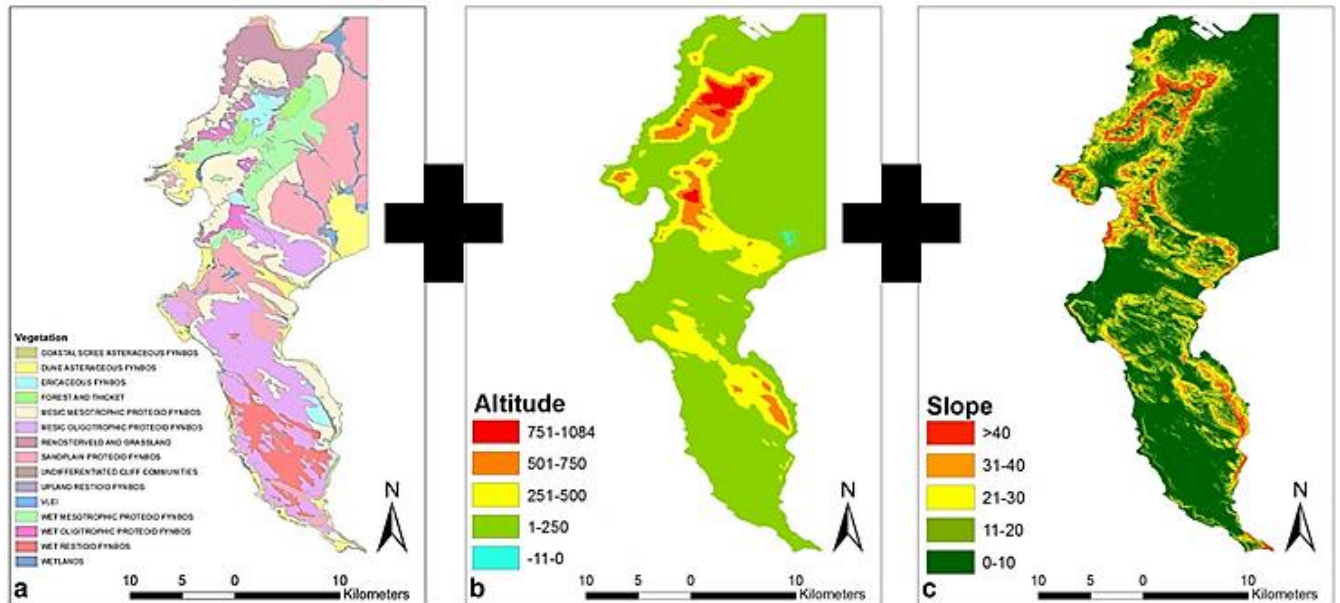 Vegetation
COASTAL SCREE ASTERACEOUS FYNBOS
DUNE ASTERACEOUS FYNBOS
ERICACEOUS FYNBOS
FOREST AND THICKET
MESIC MESOTROPHIC PROTEOID FYNBOS
MESIC OLIGOTROPHIC PROTEOID FYNBOS
RENOSTERVELD AND GRASSLAND
SANDPLAIN PROTEOID FYNBOS
UNDIFFERENTIATED CLIFF COMMUNITIES
UPLAND RESTIOID FYNBOS
VLEI
WET MESOTROPHIC PROTEOID FYNBOS
WET OLIGITROPHIC PROTEOID FYNBOS
WET RESTIOID FYNBOS
WETLANDS
N
10 5 0 10
Kilometers
a
Altitude
751-1084
501-750
251-500
1-250
-11-0
N
10 5 0 10
Kilometers
b
Slope
>40
31-40
21-30
11-20
0-10
N
10 5 0 10
Kilometers
c